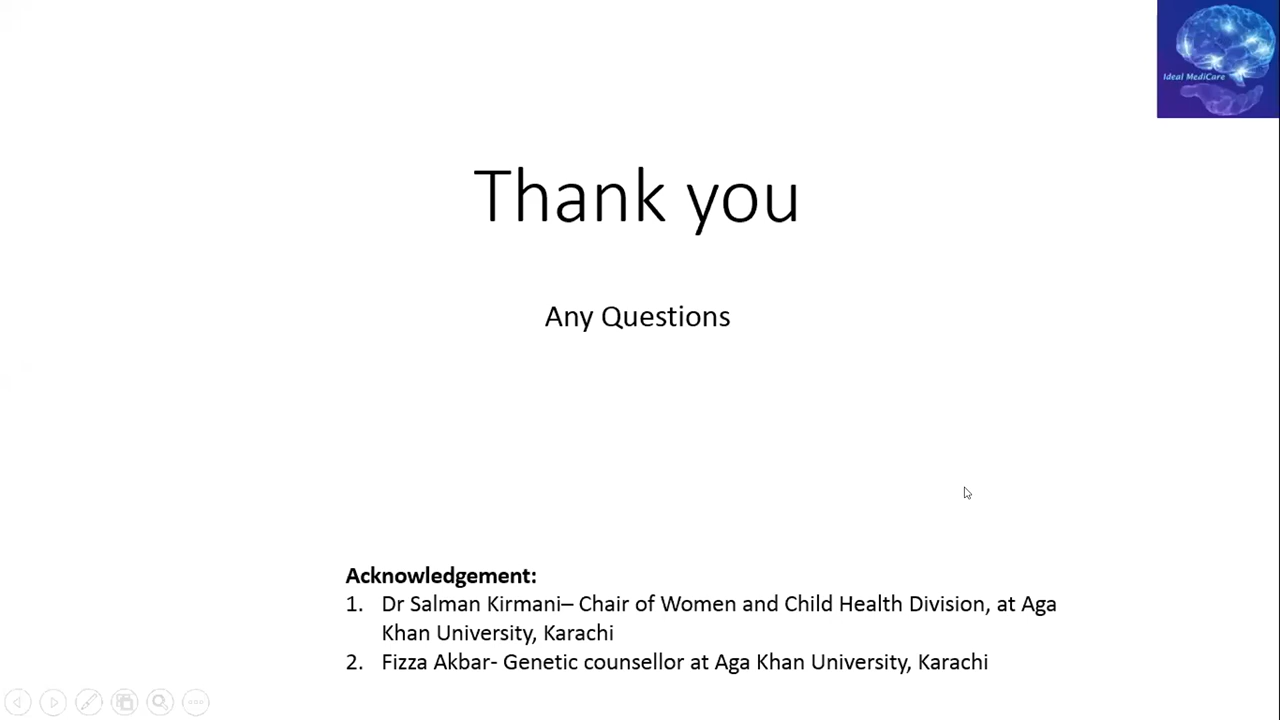 Ideal MediCare
Thank you
Any Questions
Acknowledgement:
1. Dr Salman Kirmani– Chair of Women and Child Health Division, at Aga
Khan University, Karachi
2. Fizza Akbar- Genetic counsellor at Aga Khan University, Karachi